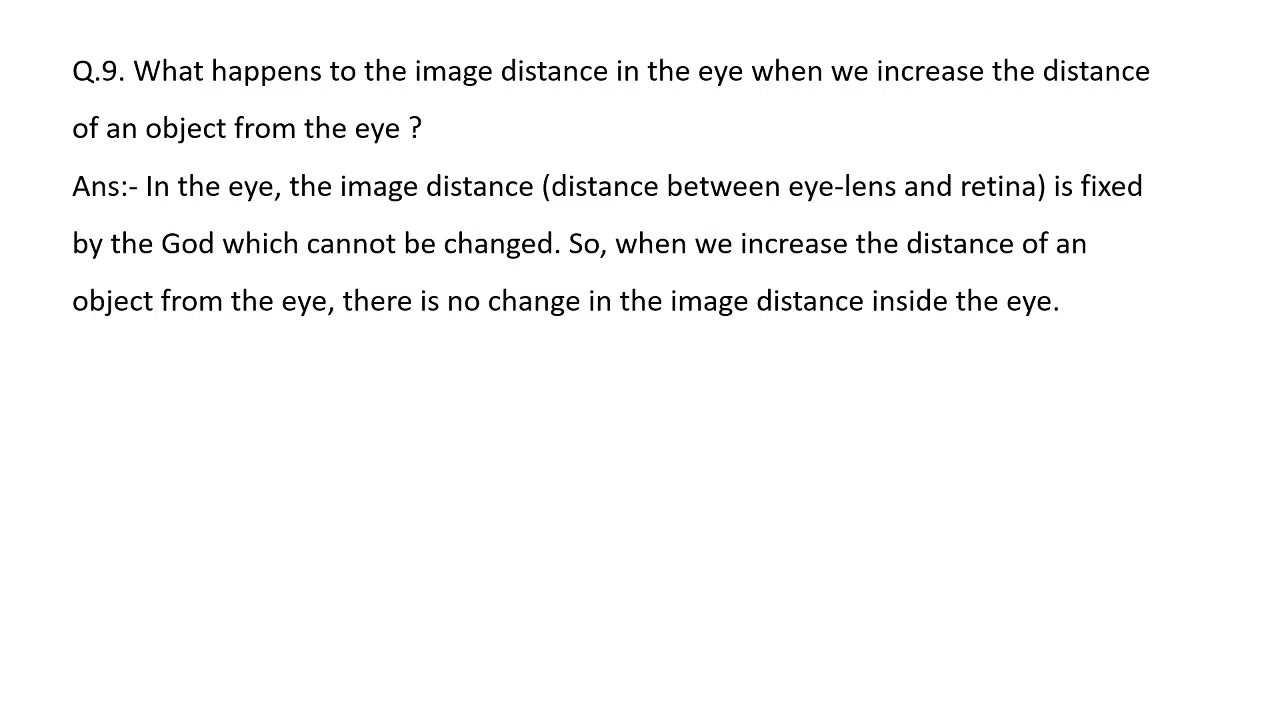 Q.9. What happens to the image distance in the eye when we increase the distance
of an object from the eye ?
Ans:- In the eye, the image distance (distance between eye-lens and retina) is fixed
by the God which cannot be changed. So, when we increase the distance of an
object from the eye, there is no change in the image distance inside the eye.